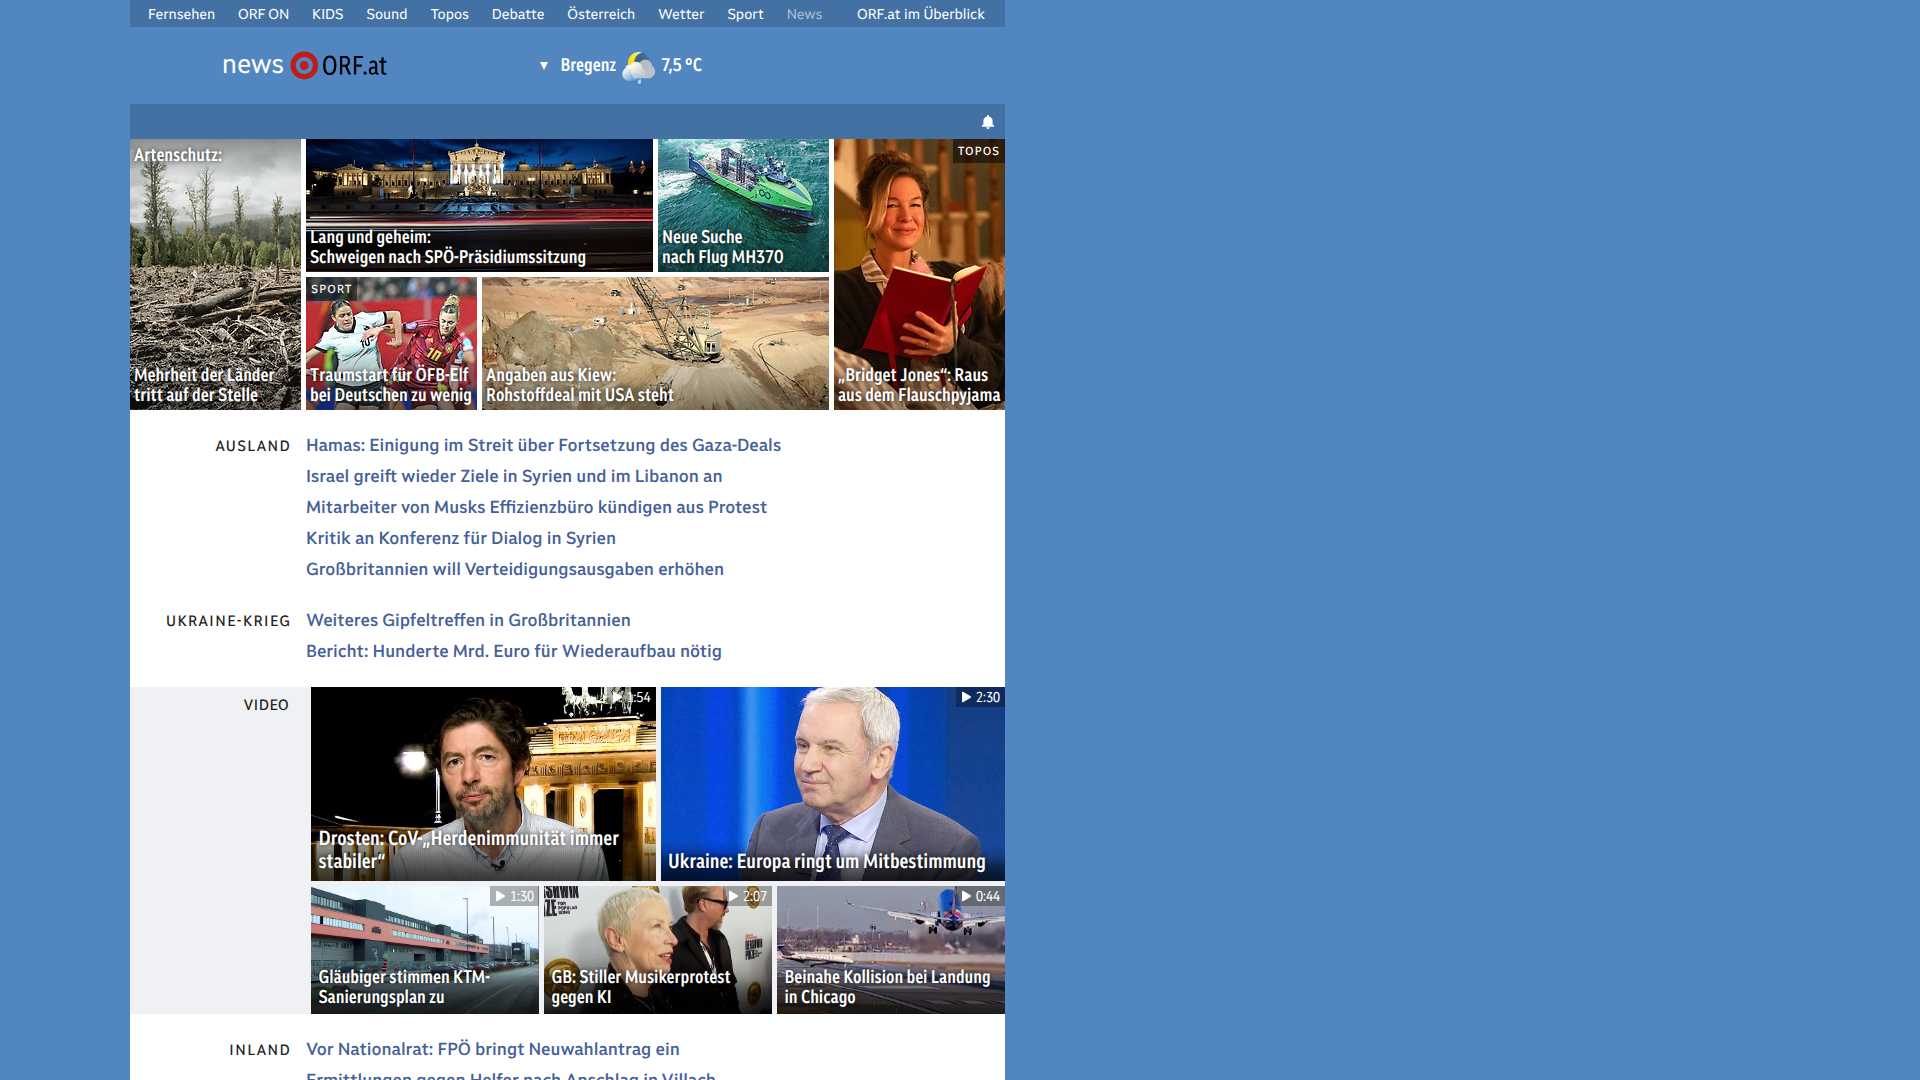 Fernsehen ORF ON KIDS Sound Topos Debatte Österreich Wetter Sport News ORF.at im Überblick
news ORF.at
▼ Bregenz 7,5 °C
Artenschutz:
Mehrheit der Länder
tritt auf der Stelle
Lang und geheim:
Schweigen nach SPÖ-Präsidiumssitzung
Neue Suche
nach Flug MH370
TOPOS
„Bridget Jones“: Raus
aus dem Flauschpyjama
SPORT
Traumstart für ÖFB-Elf
bei Deutschen zu wenig
Angaben aus Kiew:
Rohstoffdeal mit USA steht
AUSLAND
Hamas: Einigung im Streit über Fortsetzung des Gaza-Deals
Israel greift wieder Ziele in Syrien und im Libanon an
Mitarbeiter von Musks Effizienzbüro kündigen aus Protest
Kritik an Konferenz für Dialog in Syrien
Großbritannien will Verteidigungsausgaben erhöhen
UKRAINE-KRIEG
Weiteres Gipfeltreffen in Großbritannien
Bericht: Hunderte Mrd. Euro für Wiederaufbau nötig
VIDEO
:54
Drosten: CoV-„Herdenimmunität immer
stabiler“
2:30
Ukraine: Europa ringt um Mitbestimmung
1:30
Gläubiger stimmen KTM-
Sanierungsplan zu
2:07
GB: Stiller Musikerprotest
gegen KI
0:44
Beinahe Kollision bei Landung
in Chicago
INLAND
Vor Nationalrat: FPÖ bringt Neuwahlantrag ein
Ermittlungen gegen Helfer nach Anschlag in Villach